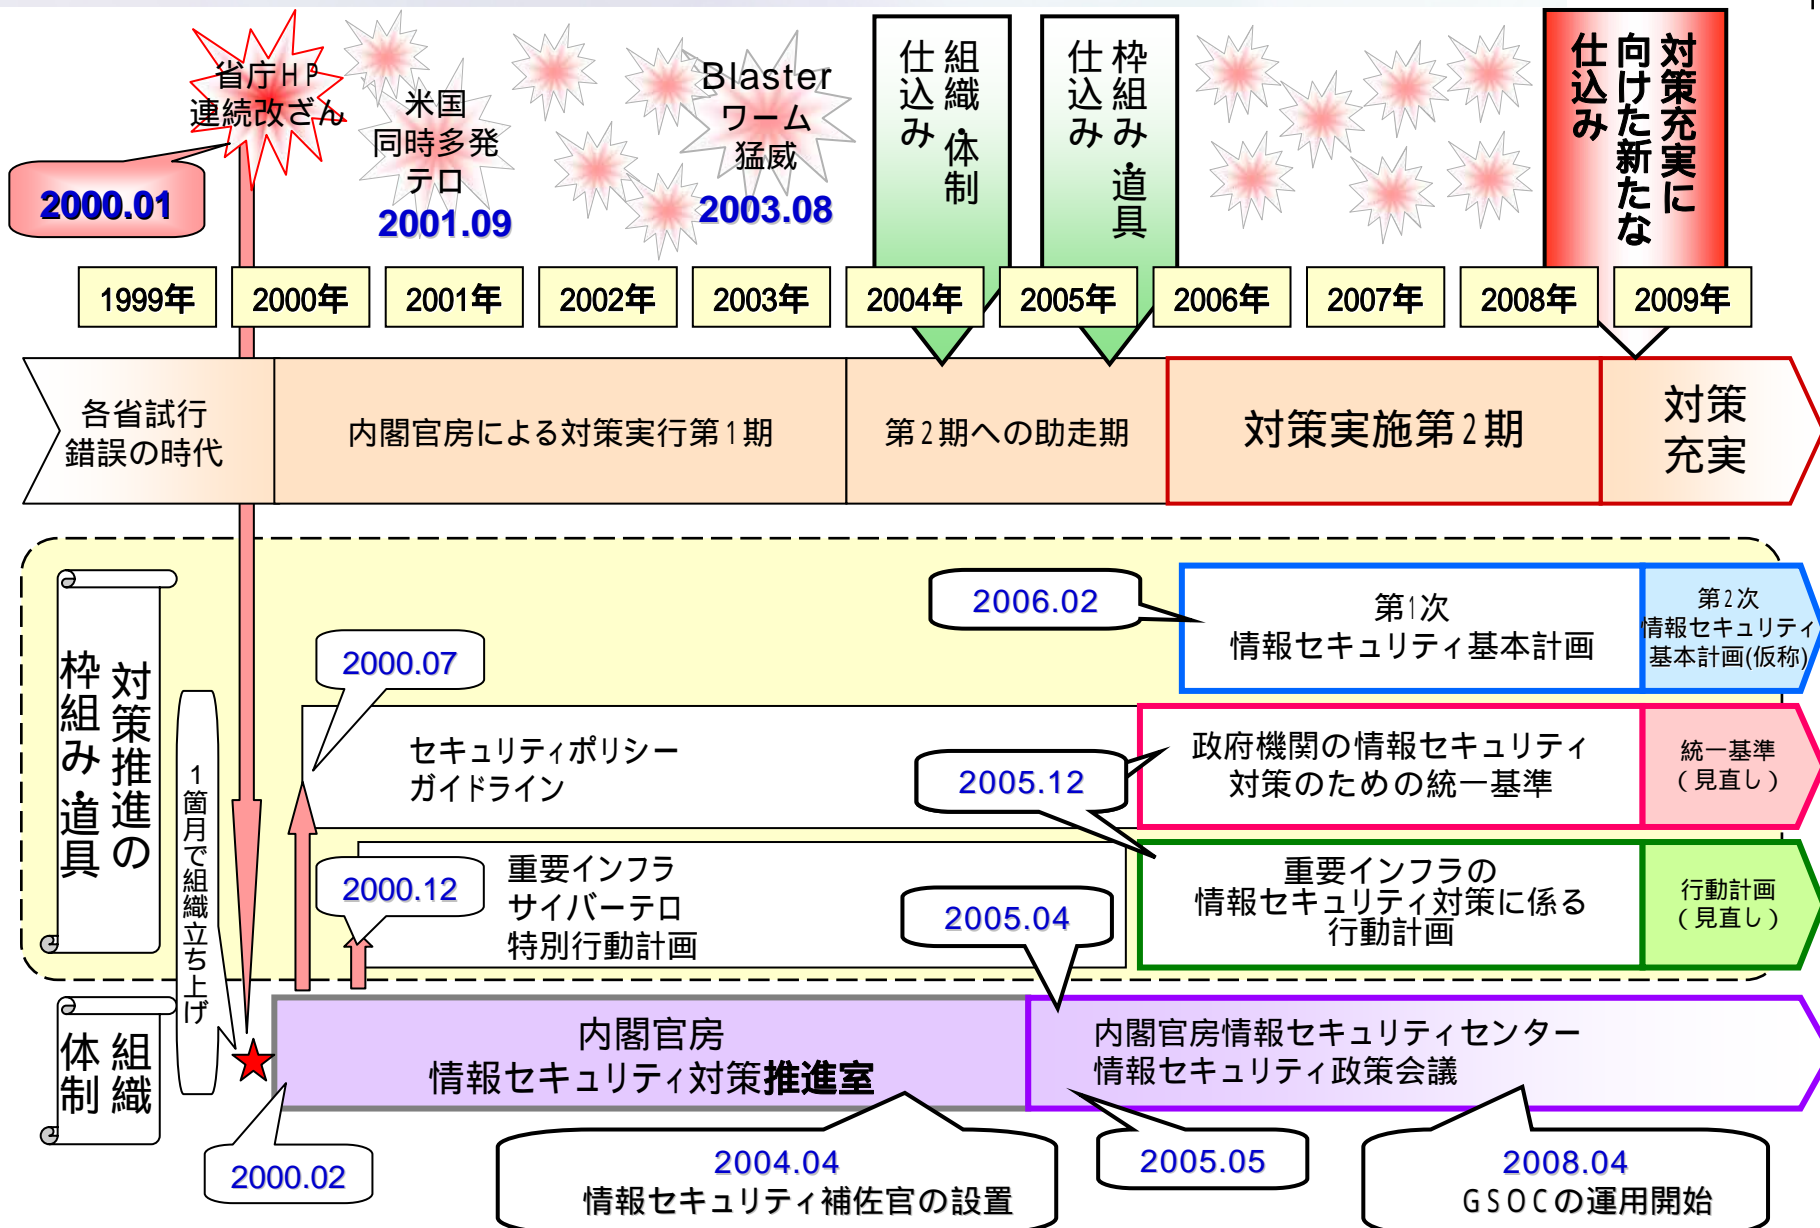 省庁HP
連続改ざん
2000.01
米国
同時多発
テロ
2001.09
Blaster
ワーム
猛威
2003.08
組織・体制
仕込み
枠組み・道具
仕込み
対策充実に
向けた新たな
仕込み
1999年
2000年
2001年
2002年
2003年
2004年
2005年
2006年
2007年
2008年
2009年
各省試行
錯誤の時代
内閣官房による対策実行第1期
第2期への助走期
対策実施第2期
対策
充実
対策推進の
枠組み・道具
1箇月で組織立ち上げ
2006.02
第1次
情報セキュリティ基本計画
第2次
情報セキュリティ
基本計画(仮称)
2000.07
セキュリティポリシー
ガイドライン
2005.12
政府機関の情報セキュリティ
対策のための統一基準
統一基準
(見直し)
2000.12
重要インフラ
サイバーテロ
特別行動計画
2005.04
重要インフラの
情報セキュリティ対策に係る
行動計画
行動計画
(見直し)
組織
体制
内閣官房
情報セキュリティ対策推進室
内閣官房情報セキュリティセンター
情報セキュリティ政策会議
2000.02
2004.04
情報セキュリティ補佐官の設置
2005.05
2008.04
GSOCの運用開始